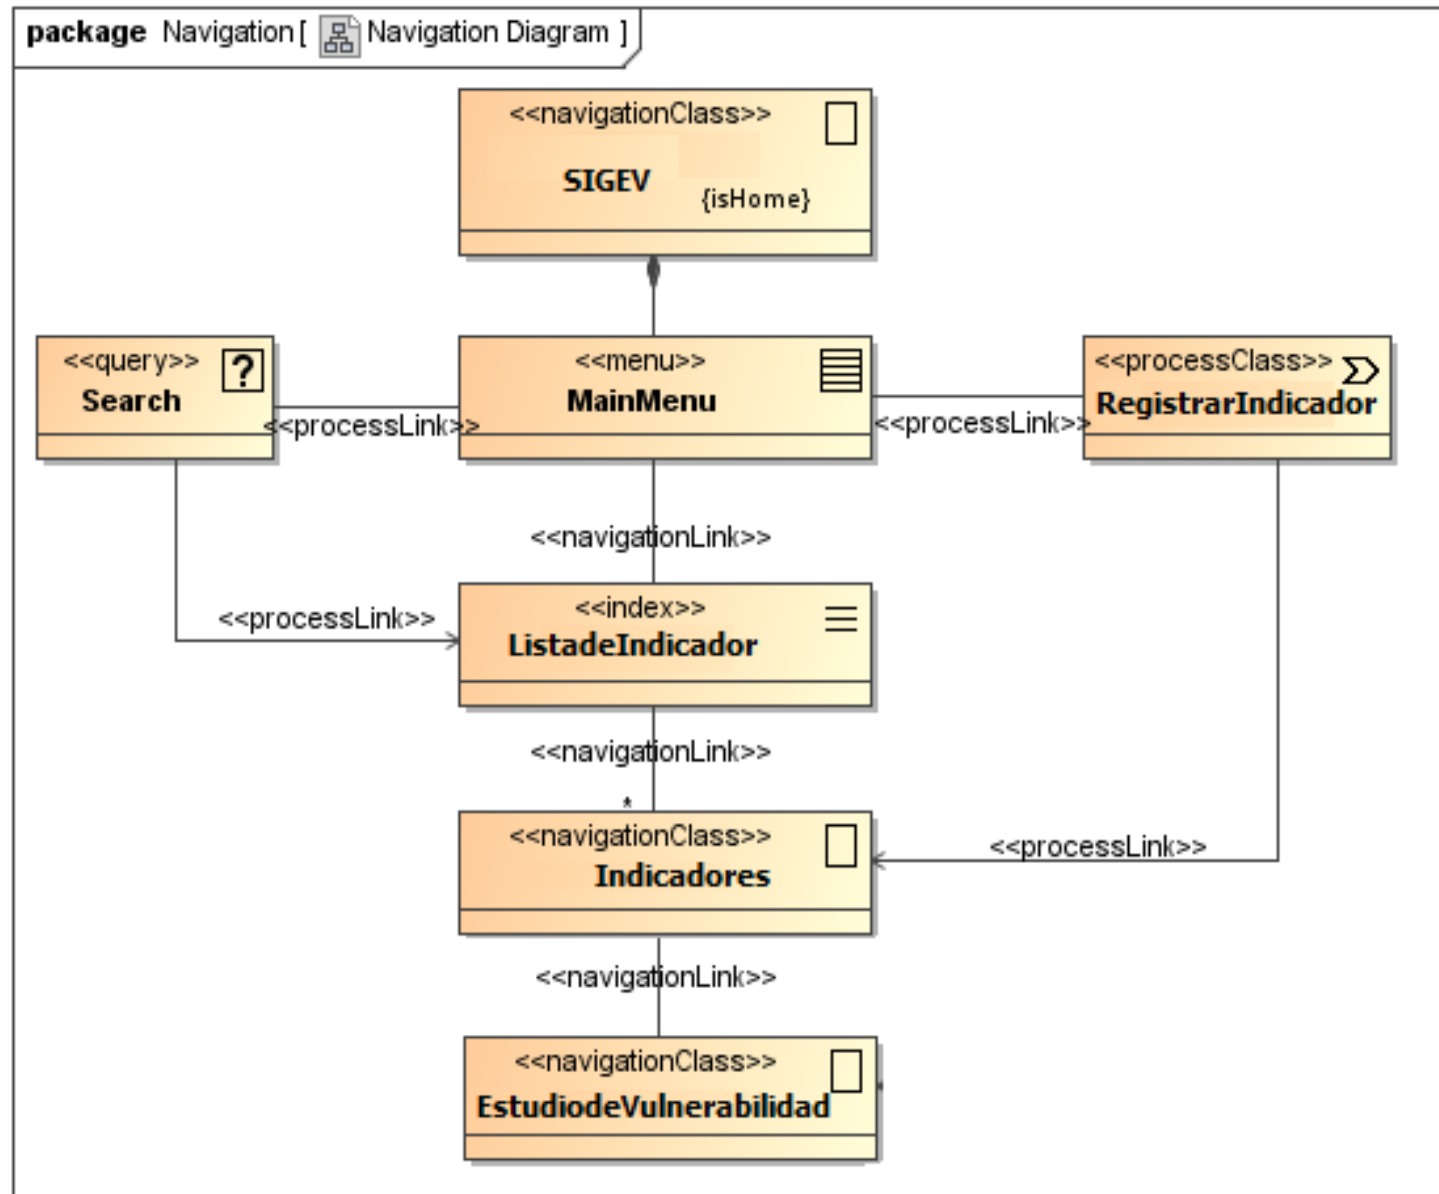 package Navigation [ Navigation Diagram ]
<<navigationClass>>
SIGEV
{isHome}
<<query>>
Search
<<processLink>>
<<menu>>
MainMenu
<<processLink>>
<<processClass>>
RegistrarIndicador
<<navigationLink>>
<<processLink>>
<<index>>
ListadeIndicador
<<navigationLink>>
*
<<navigationClass>>
Indicadores
<<processLink>>
<<navigationLink>>
<<navigationClass>>
EstudiodeVulnerabilidad